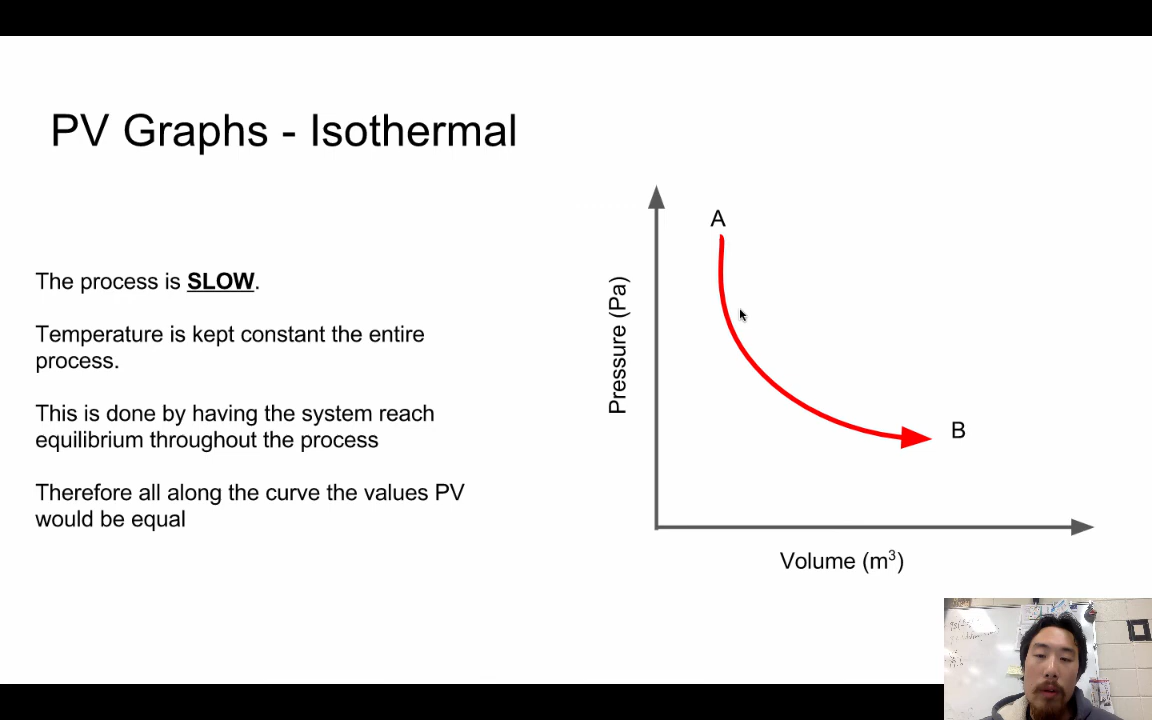 PV Graphs - Isothermal
The process is SLOW.
Temperature is kept constant the entire
process.
This is done by having the system reach
equilibrium throughout the process
Therefore all along the curve the values PV
would be equal
A
Pressure (Pa)
B
Volume (m³)